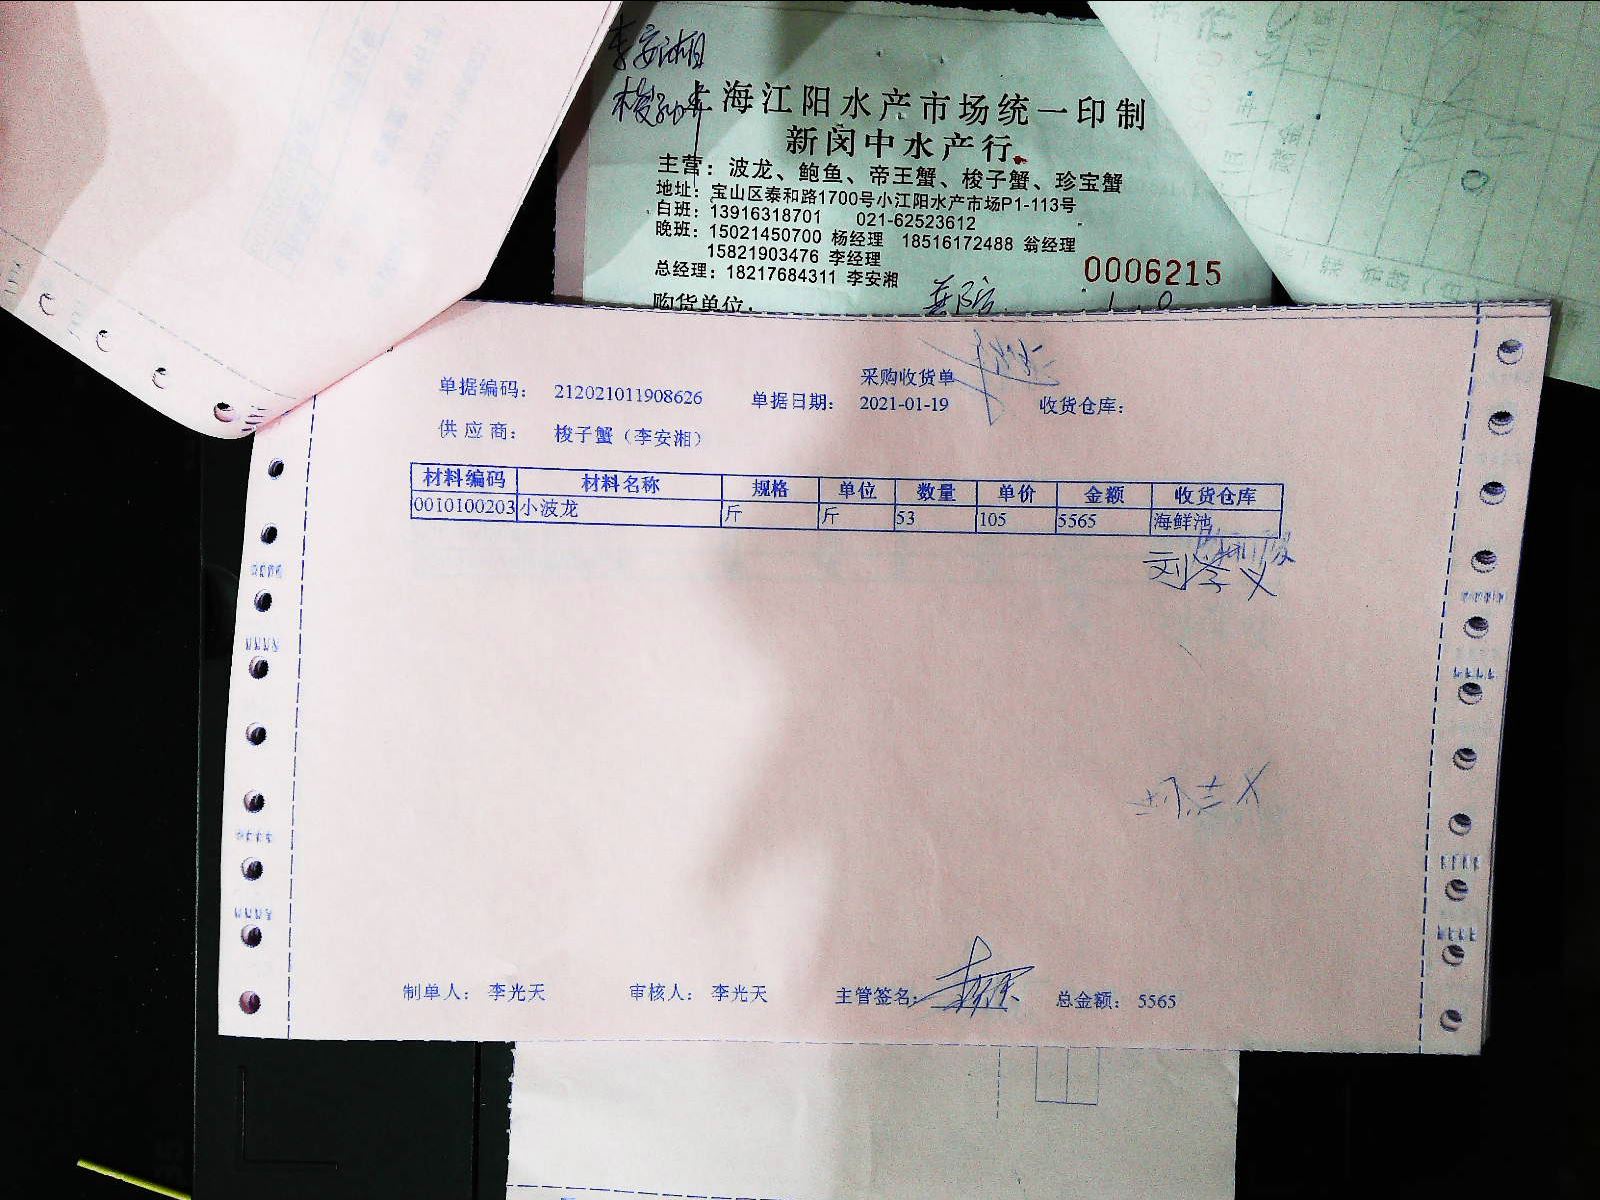 李安湘
上海江阳水产市场统一印制
新闵中水产行
主营：波龙、鲍鱼、帝王蟹、梭子蟹、珍宝蟹
地址：宝山区泰和路1700号小江阳水产市场P1-113号
白班：13916318701 021-62523612
晚班：15021450700 杨经理 18516172488 翁经理
15821903476 李经理
总经理：18217684311 李安湘
0006215
购货单位：
采购收货单
单据编码： 212021011908626 单据日期： 2021-01-19 收货仓库：
供 应 商： 梭子蟹（李安湘）
材料编码 材料名称 规格 单位 数量 单价 金额 收货仓库
0010100203 小波龙 斤 斤 53 105 5565 海鲜池
制单人： 李光天 审核人： 李光天 主管签名： 总金额： 5565